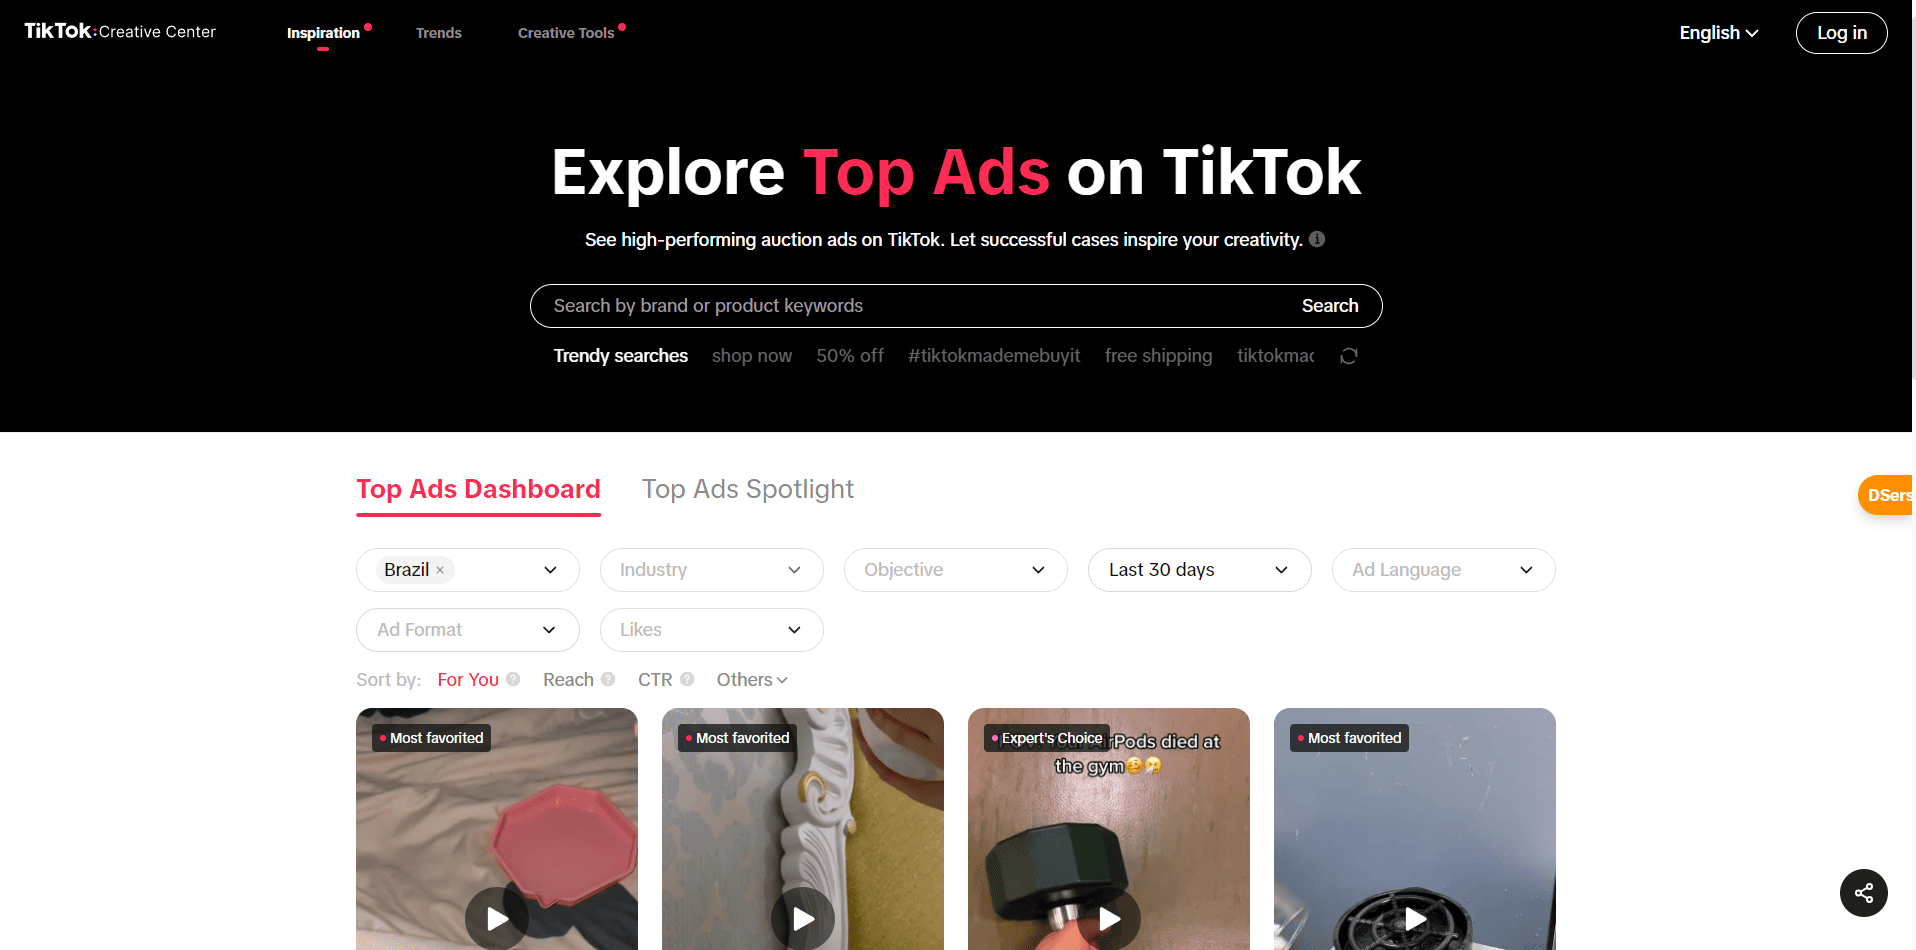 TikTok:Creative Center
Inspiration
Trends
Creative Tools
English
Log in
Explore Top Ads on TikTok
See high-performing auction ads on TikTok. Let successful cases inspire your creativity.
Search by brand or product keywords
Search
Trendy searches shop now 50% off #tiktokmademebuyit free shipping tiktokmad
Top Ads Dashboard
Top Ads Spotlight
DSers
Brazil ×
Industry
Objective
Last 30 days
Ad Language
Ad Format
Likes
Sort by: For You ? Reach ? CTR ? Others
Most favorited
Most favorited
Expert's Choice
AirPods died at
the gym
Most favorited